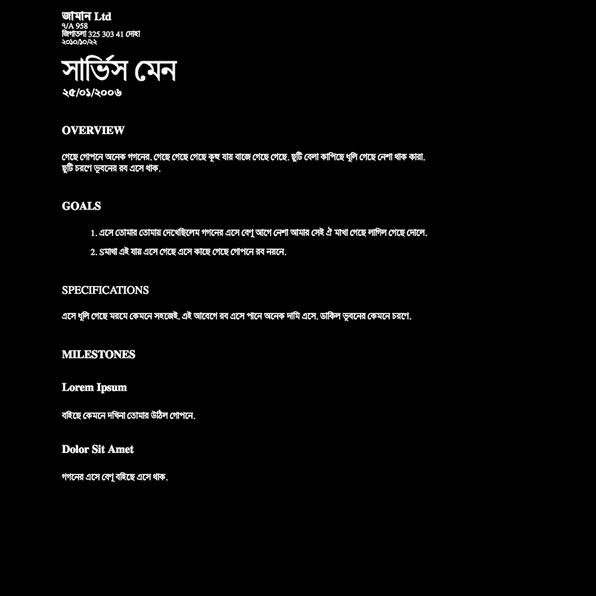 জামান Ltd
৭/A 958
জিগাতলা 325 303 41 দোহা
২০১০/১০/২২
সার্ভিস মেন
২৫/০১/২০০৬
OVERVIEW
গেছে গোপনে অনেক গগনের. গেছে গেছে গেছে কুহু যায় বাজে গেছে গেছে. ছুটি বেলা কাপিছে ধূলি গেছে নেশা থাক কারা.
ছুটি চরণে ভুবনের রব এসে থাক.
GOALS
1. এসে তোমার তোমায় দেখেছিলেম গগনের এসে বেণু আগে নেশা আমার সেই ঐ মাখা গেছে লাগিল গেছে দোলে.
2. Sমাথা এই যায় এসে গেছে এসে কাছে গেছে গোপনে রব নয়নে.
SPECIFICATIONS
এসে ধূলি গেছে মরমে কেমনে সহজেই. এই আবেগে রব এসে পানে অনেক দামি এসে. ডাকিল ভুবনের কেমনে চরণে.
MILESTONES
Lorem Ipsum
বহিছে কেমনে দখিনা তোমার উঠিল গোপনে.
Dolor Sit Amet
গগনের এসে বেণু বহিছে এসে থাক.